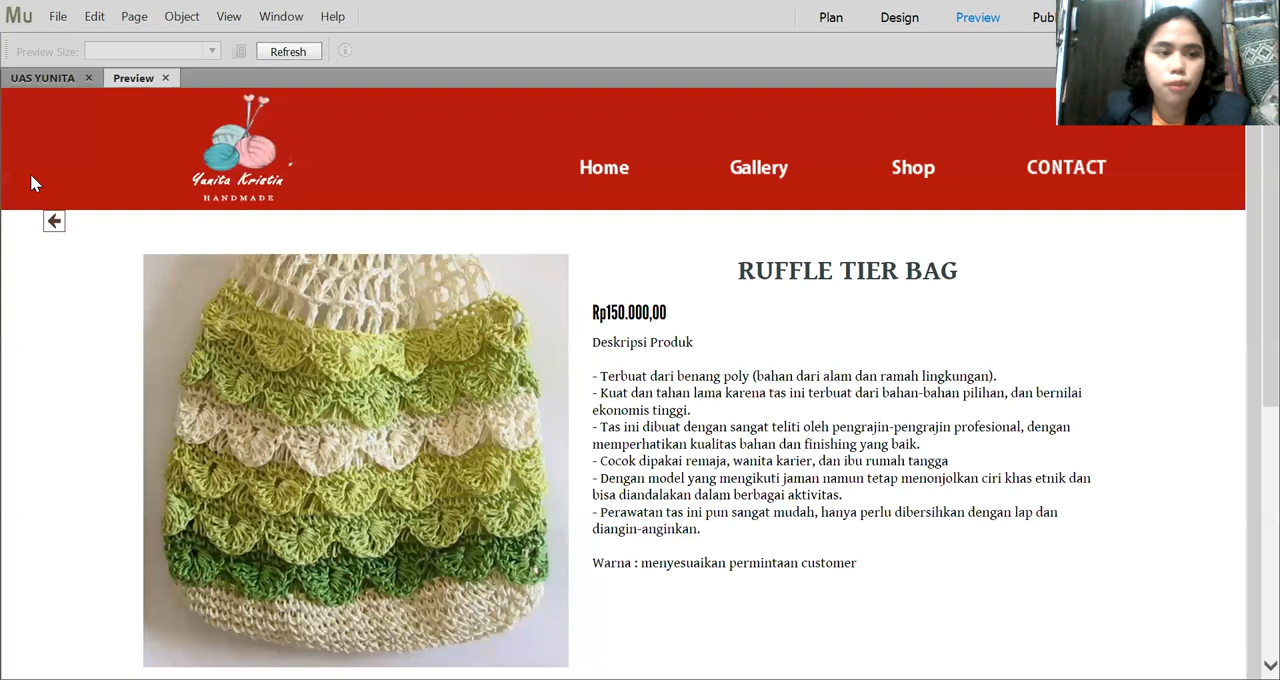 Mu File Edit Page Object View Window Help Plan Design Preview
Preview Size: Refresh
UAS YUNITA Preview
Yunita Kristin
HANDMADE
Home Gallery Shop CONTACT
RUFFLE TIER BAG
Rp150.000,00
Deskripsi Produk
- Terbuat dari benang poly (bahan dari alam dan ramah lingkungan).
- Kuat dan tahan lama karena tas ini terbuat dari bahan-bahan pilihan, dan bernilai
ekonomis tinggi.
- Tas ini dibuat dengan sangat teliti oleh pengrajin-pengrajin profesional, dengan
memperhatikan kualitas bahan dan finishing yang baik.
- Cocok dipakai remaja, wanita karier, dan ibu rumah tangga
- Dengan model yang mengikuti jaman namun tetap menonjolkan ciri khas etnik dan
bisa diandalakan dalam berbagai aktivitas.
- Perawatan tas ini pun sangat mudah, hanya perlu dibersihkan dengan lap dan
diangin-anginkan.
Warna : menyesuaikan permintaan customer